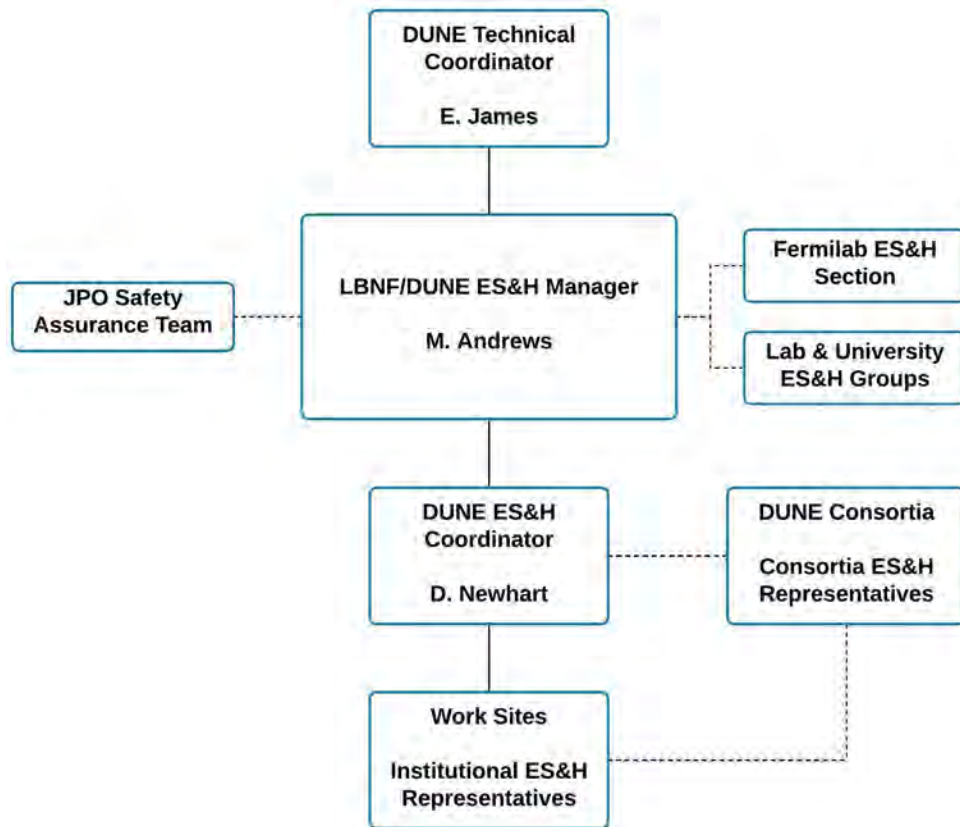 DUNE Technical
Coordinator
E. James
LBNF/DUNE ES&H Manager
M. Andrews
JPO Safety
Assurance Team
Fermilab ES&H
Section
Lab & University
ES&H Groups
DUNE ES&H
Coordinator
D. Newhart
DUNE Consortia
Consortia ES&H
Representatives
Work Sites
Institutional ES&H
Representatives